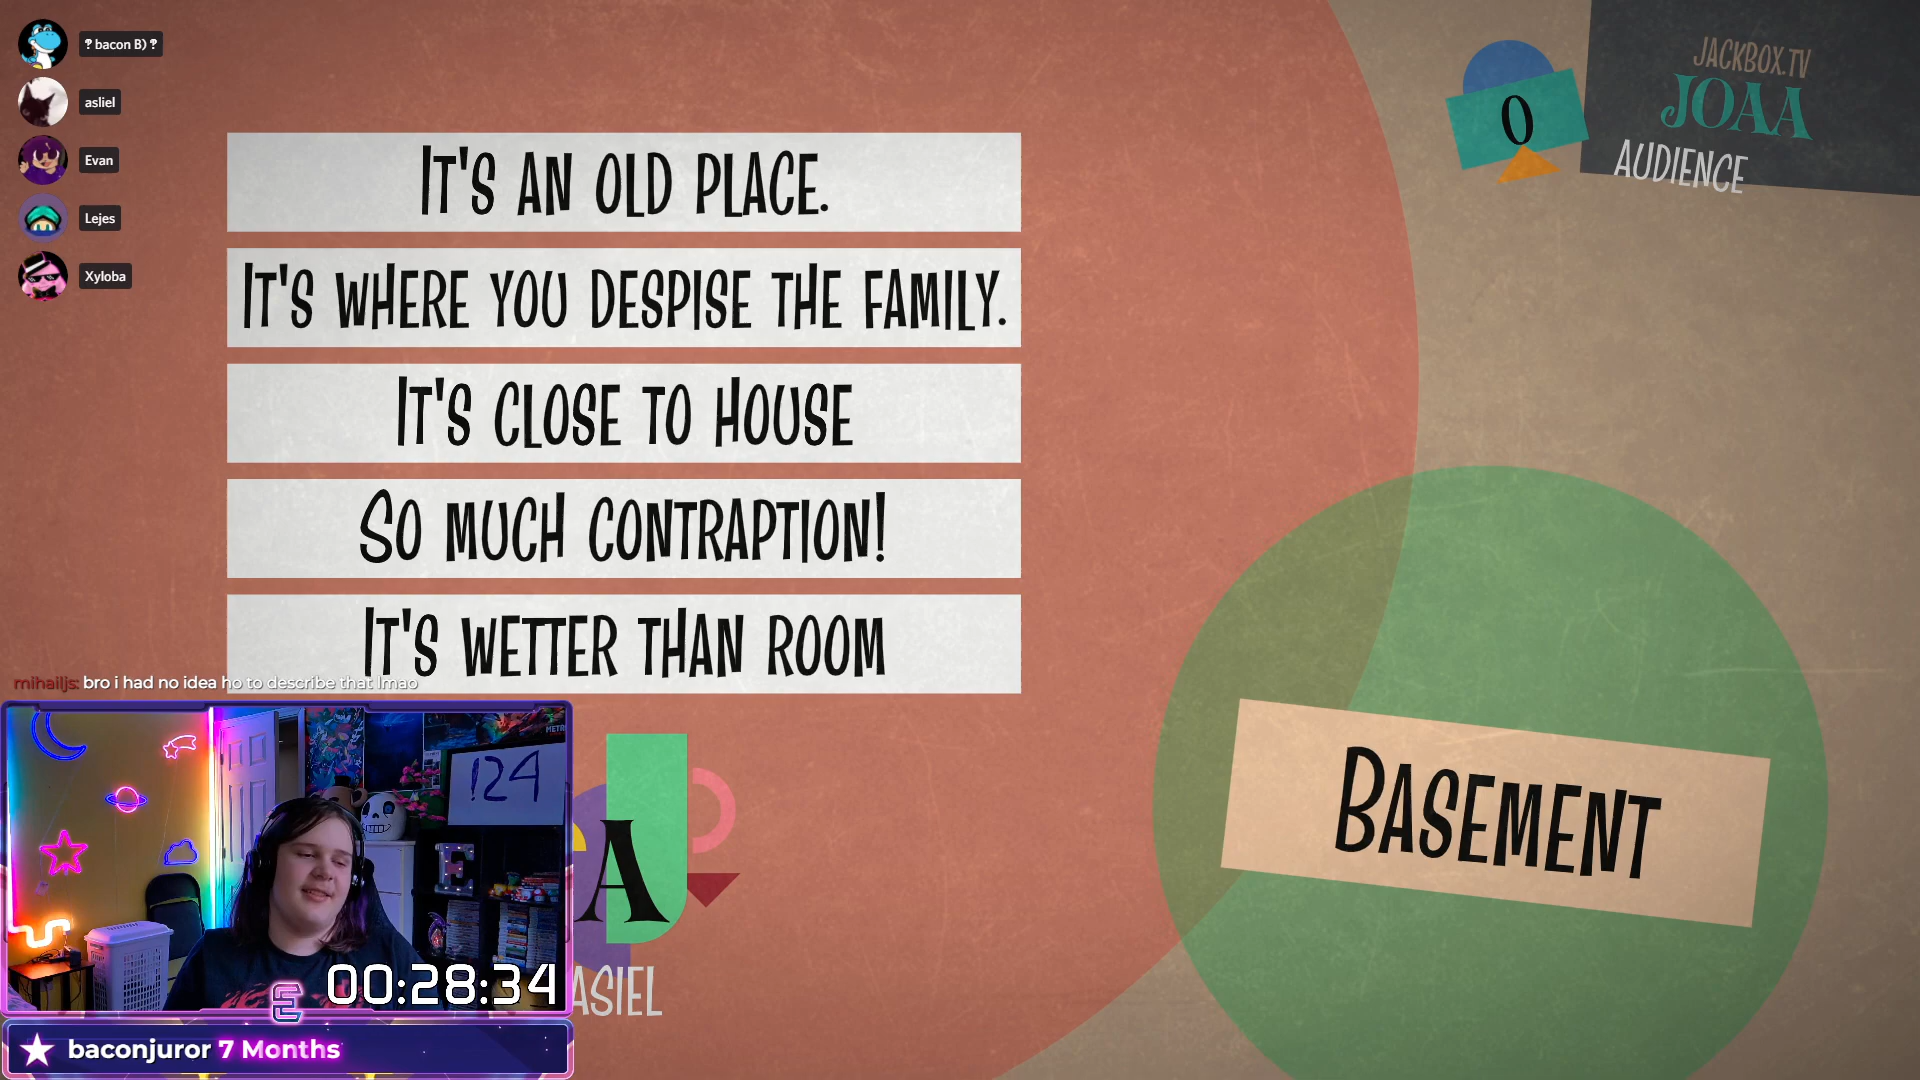 ? bacon B) ?
asliel
Evan
Lejes
Xyloba
JACKBOX.TV
JOAA
AUDIENCE
0
IT'S AN OLD PLACE.
IT'S WHERE YOU DESPISE THE FAMILY.
IT'S CLOSE TO HOUSE
SO MUCH CONTRAPTION!
IT'S WETTER THAN ROOM
mihailjs: bro i had no idea ho to describe that lmao
BASEMENT
!24
E
A
00:28:34
ASIEL
baconjuror 7 Months